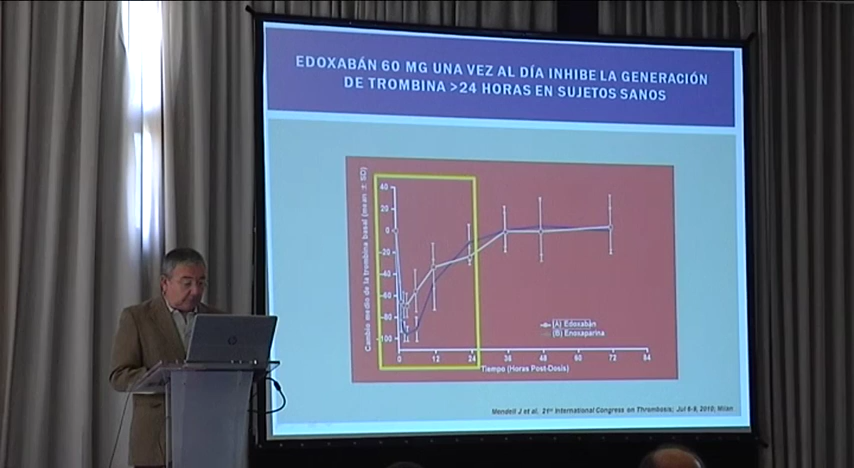 EDOXABÁN 60 MG UNA VEZ AL DÍA INHIBE LA GENERACIÓN
DE TROMBINA >24 HORAS EN SUJETOS SANOS
Cambio medio de la trombina basal (mean ± SD)
40
20
0
-20
-40
-60
-80
-100
(A) Edoxabán
(B) Enoxaparina
0 12 24 36 48 60 72 84
Tiempo (Horas Post-Dosis)
Mendell J et al. 21st International Congress on Thrombosis; Jul 6-9, 2010; Milan